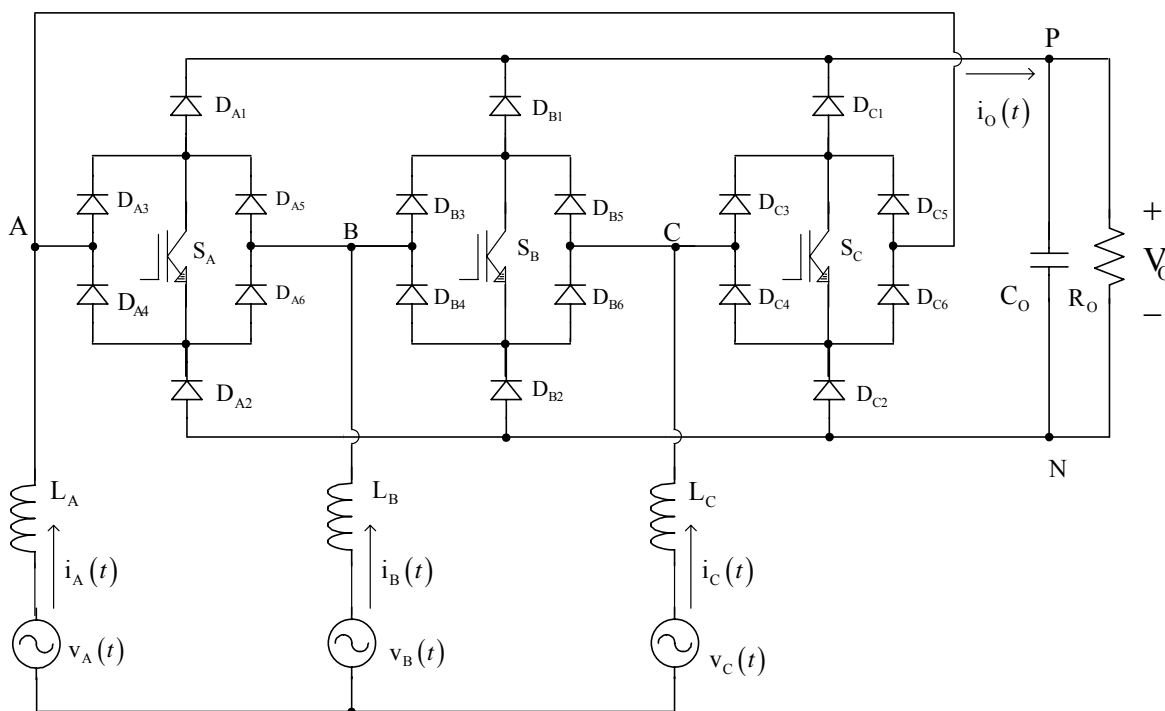 P
D_A1 D_B1 D_C1 i_O(t)
D_A3 D_A5 D_B3 D_B5 D_C3 D_C5
A S_A B S_B C S_C + V_O −
D_A4 D_A6 D_B4 D_B6 D_C4 D_C6 C_O R_O
D_A2 D_B2 D_C2
N
L_A L_B L_C
i_A(t) i_B(t) i_C(t)
v_A(t) v_B(t) v_C(t)